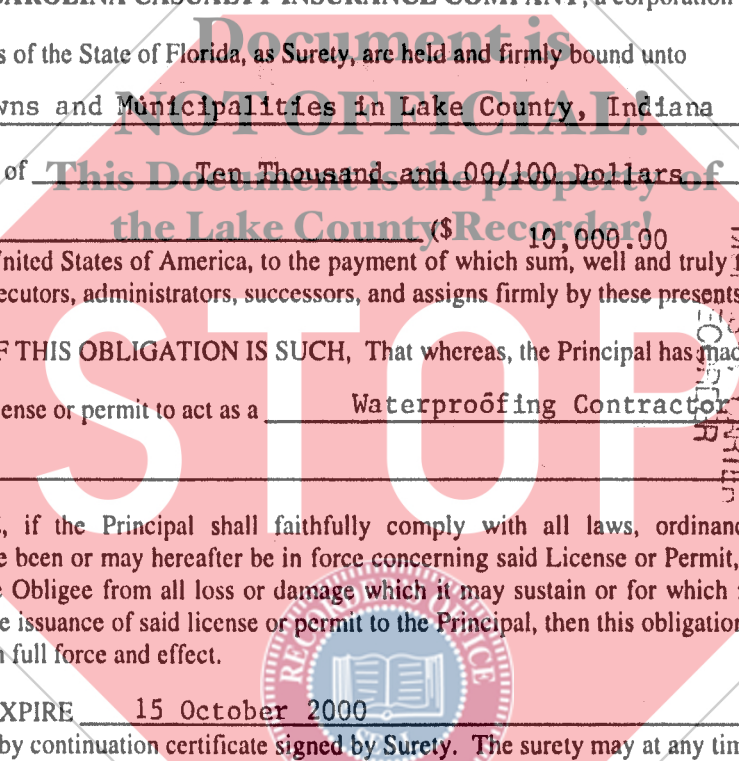 CAROLINA CASUALTY INSURANCE COMPANY, a corporation
Document is
s of the State of Florida, as Surety, are held and firmly bound unto
wns and Municipalities in Lake County, Indiana
NOT OFFICIAL!
of Ten Thousand and 00/100 Dollars
This Document is the property of
the Lake County Recorder!
($ 10,000.00
United States of America, to the payment of which sum, well and truly
ecutors, administrators, successors, and assigns firmly by these presents
F THIS OBLIGATION IS SUCH, That whereas, the Principal has mad
ense or permit to act as a Waterproofing Contractor
STOP
, if the Principal shall faithfully comply with all laws, ordinanc
e been or may hereafter be in force concerning said License or Permit,
e Obligee from all loss or damage which it may sustain or for which
e issuance of said license or permit to the Principal, then this obligation
n full force and effect.
RECORDER'S OFFICE
SEAL
XPIRE 15 October 2000
by continuation certificate signed by Surety. The surety may at any tim